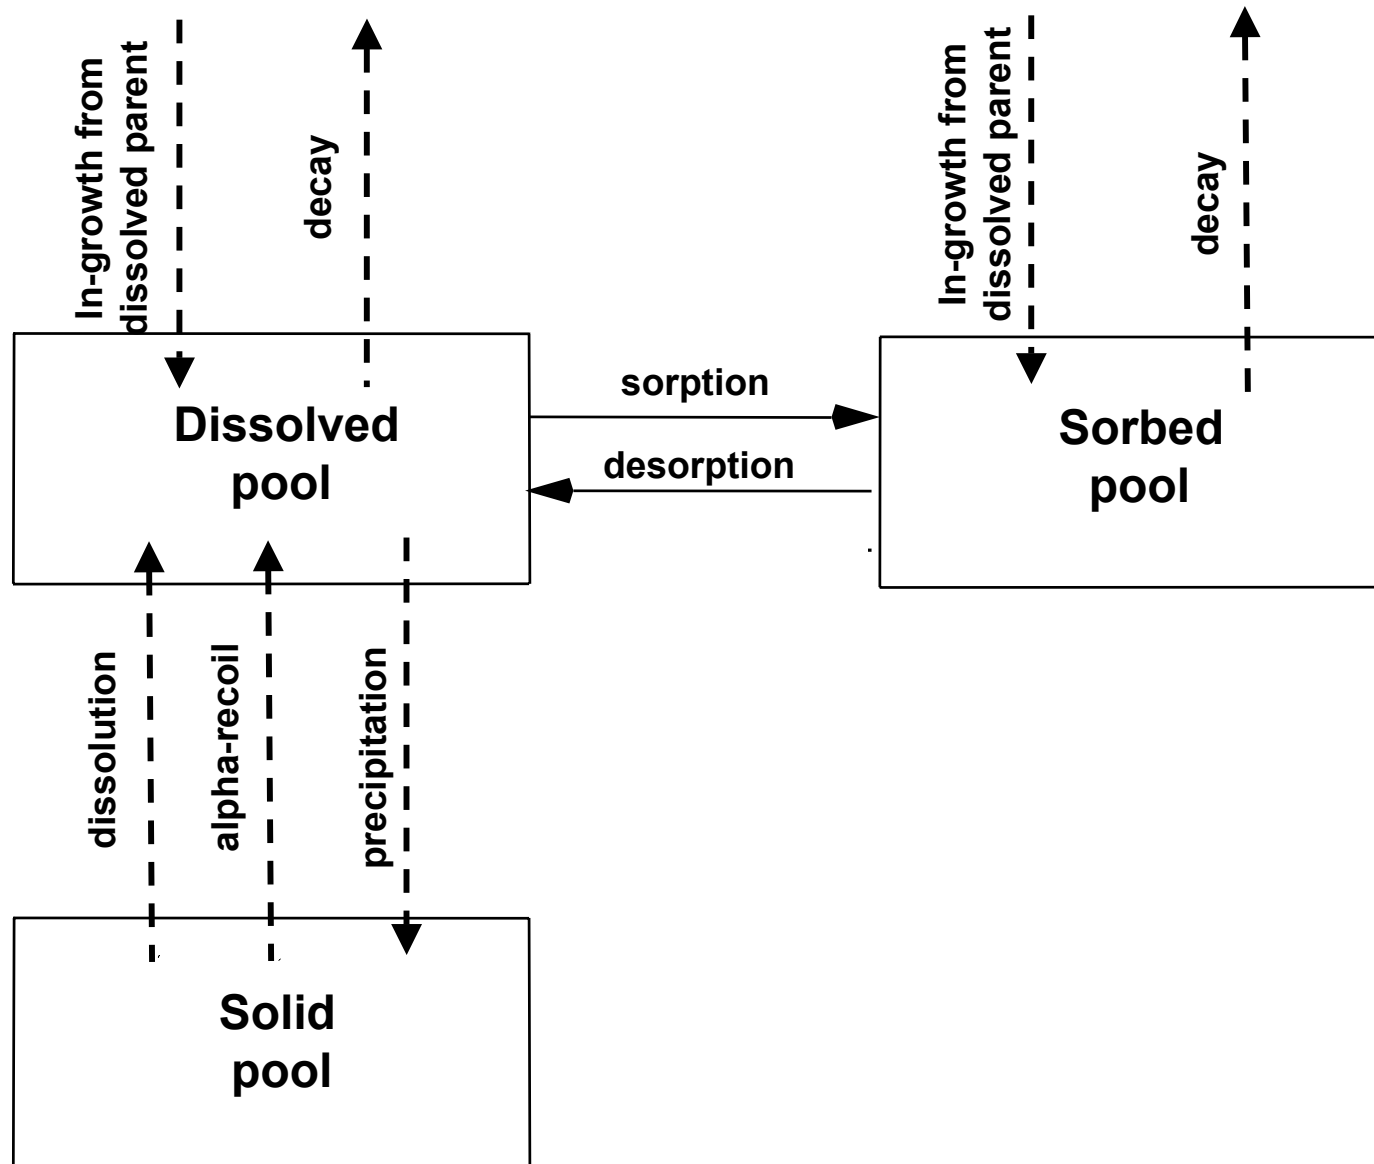 In-growth from
dissolved parent
decay
In-growth from
dissolved parent
decay
Dissolved
pool
sorption
desorption
Sorbed
pool
dissolution
alpha-recoil
precipitation
Solid
pool